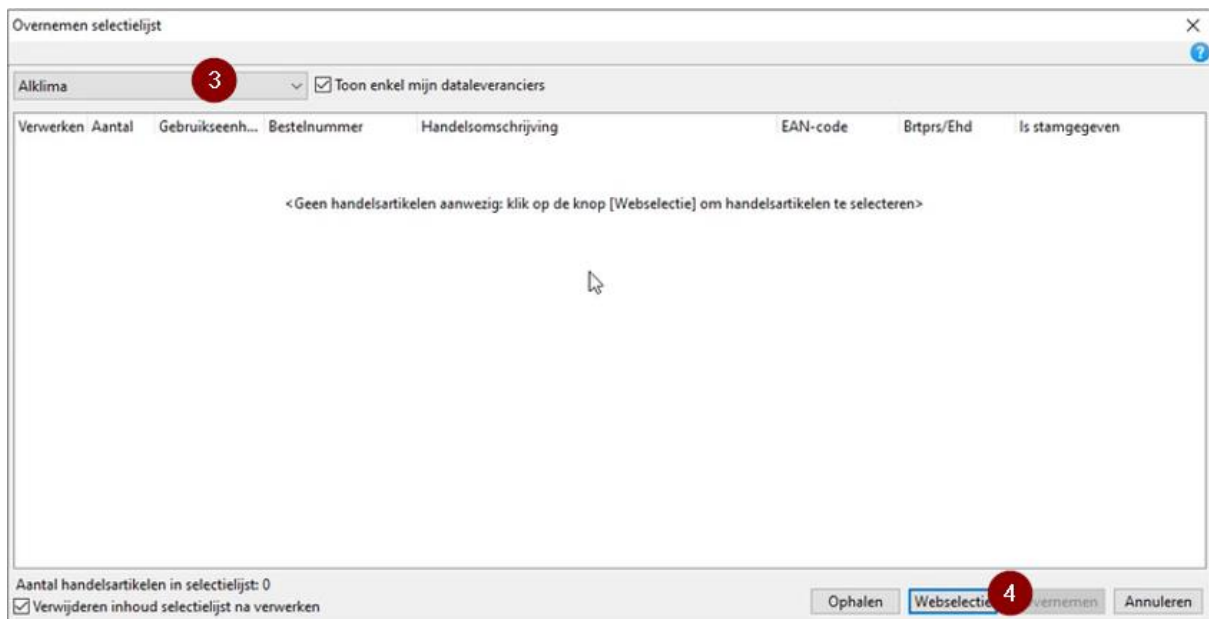 Overnemen selectielijst
?
Alklima 3 Toon enkel mijn dataleveranciers
Verwerken Aantal Gebruikseenh... Bestelnummer Handelsomschrijving EAN-code Brtprs/Ehd Is stamgegeven
<Geen handelsartikelen aanwezig: klik op de knop [Webselectie] om handelsartikelen te selecteren>
Aantal handelsartikelen in selectielijst: 0
Verwijderen inhoud selectielijst na verwerken
Ophalen Webselectie 4 vernemen Annuleren